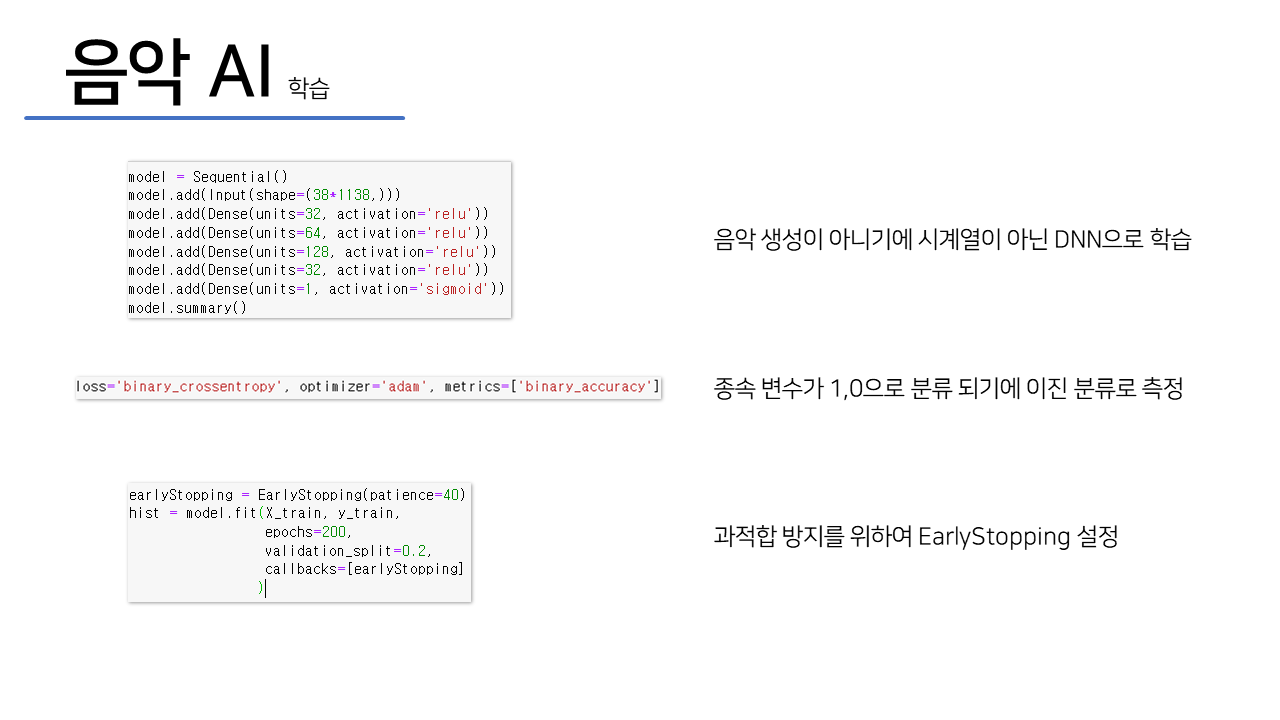 음악 AI 학습
model = Sequential()
model.add(Input(shape=(38*1138,)))
model.add(Dense(units=32, activation='relu'))
model.add(Dense(units=64, activation='relu'))
model.add(Dense(units=128, activation='relu'))
model.add(Dense(units=32, activation='relu'))
model.add(Dense(units=1, activation='sigmoid'))
model.summary()
음악 생성이 아니기에 시계열이 아닌 DNN으로 학습
loss='binary_crossentropy', optimizer='adam', metrics=['binary_accuracy']
종속 변수가 1,0으로 분류 되기에 이진 분류로 측정
earlyStopping = EarlyStopping(patience=40)
hist = model.fit(X_train, y_train,
epochs=200,
validation_split=0.2,
callbacks=[earlyStopping]
)
과적합 방지를 위하여 EarlyStopping 설정